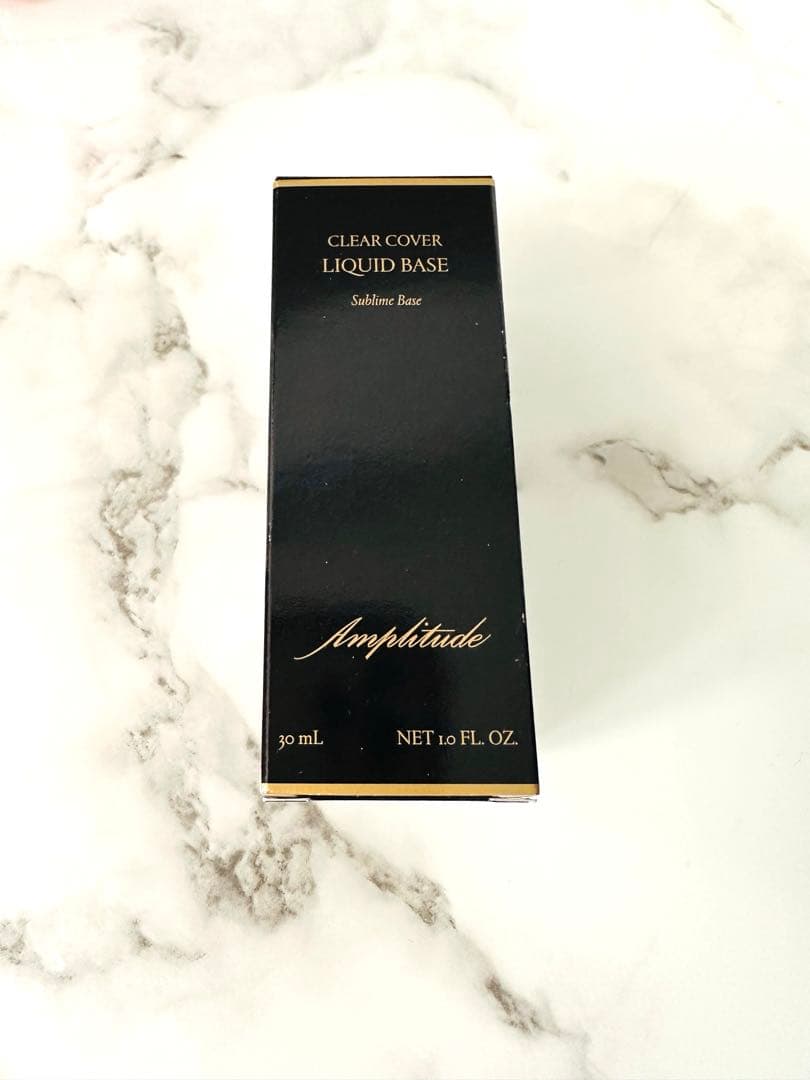 CLEAR COVER
LIQUID BASE
Sublime Base
Amplitude
30 mL NET 1.0 FL. OZ.